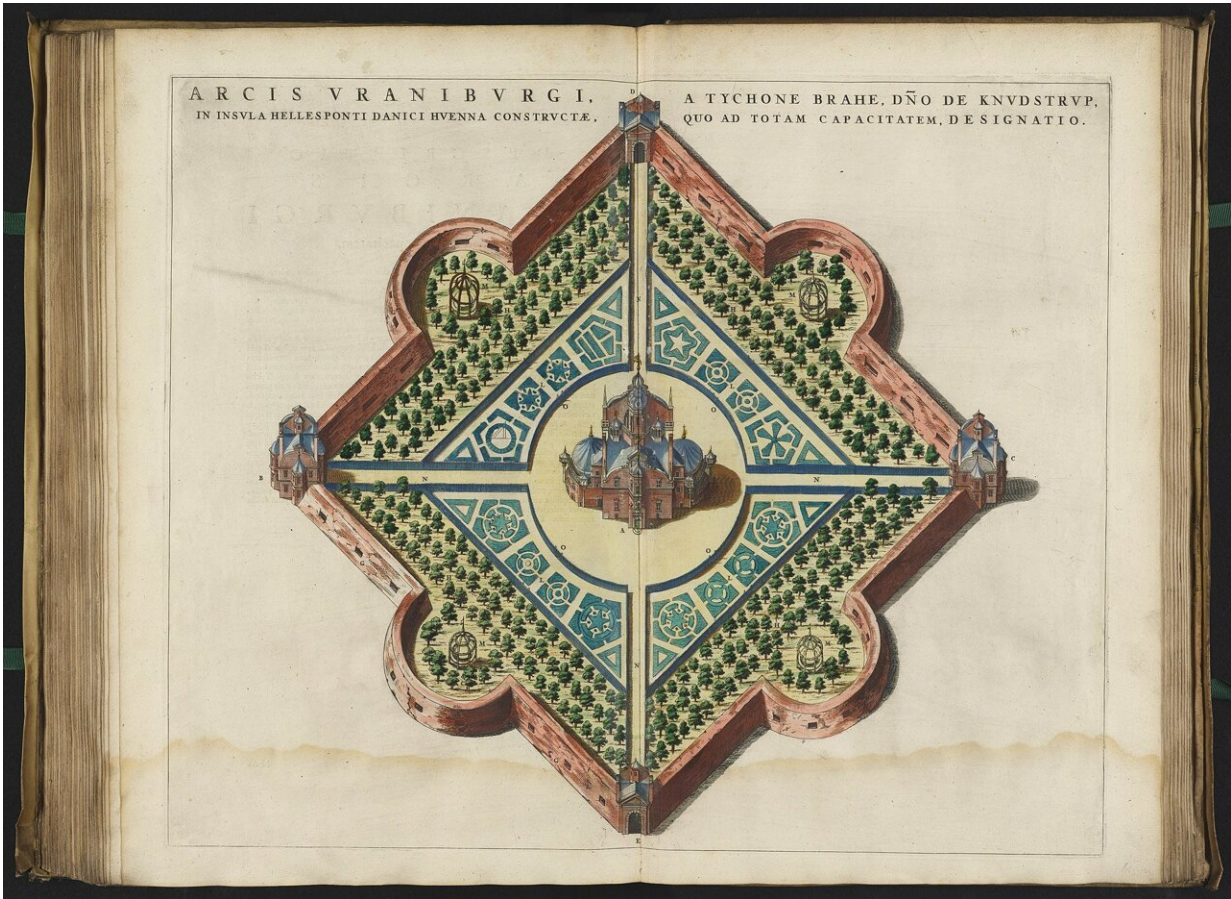 ARCIS VRANIBVRGI,
IN INSVLA HELLESPONTI DANICI HVENNA CONSTRVCTÆ,
A TYCHONE BRAHE, DÑO DE KNVDSTRVP,
QUO AD TOTAM CAPACITATEM, DESIGNATIO.
D
M
N
O
B
N
A
N
C
O
O
G
M
N
M
E